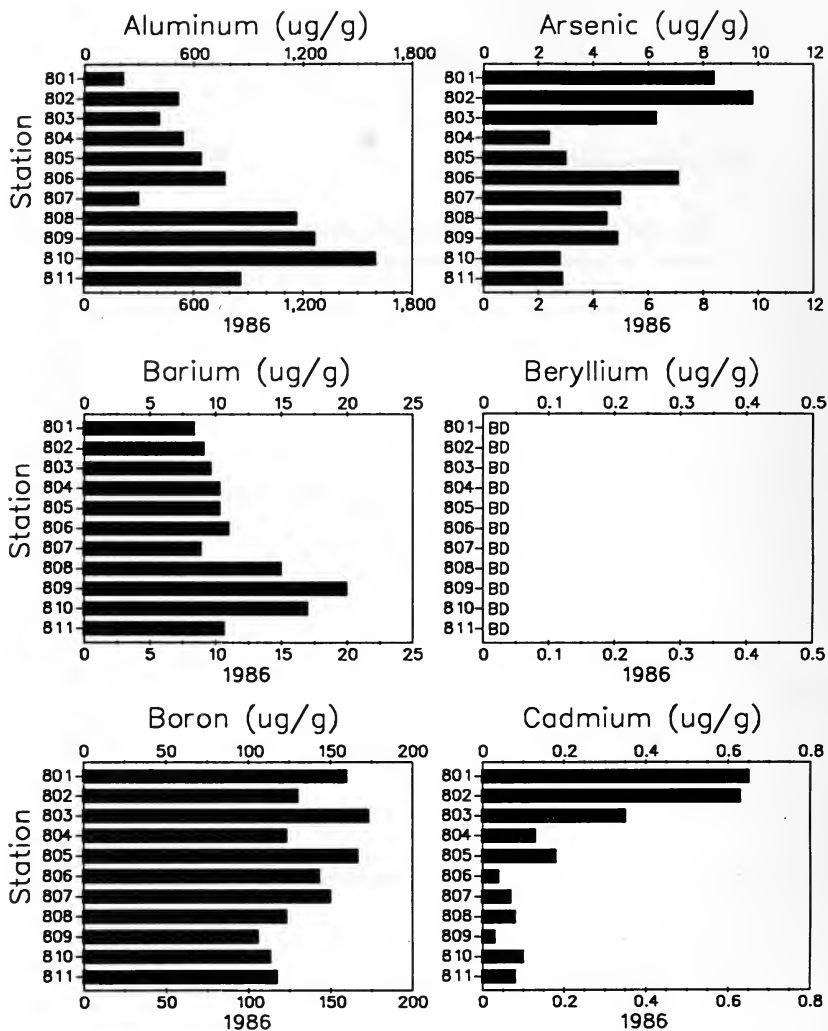 Aluminum (ug/g)
0 600 1,200 1,800
Station
801
802
803
804
805
806
807
808
809
810
811
0 600 1,200 1,800
1986
Arsenic (ug/g)
0 2 4 6 8 10 12
801
802
803
804
805
806
807
808
809
810
811
0 2 4 6 8 10 12
1986
Barium (ug/g)
0 5 10 15 20 25
Station
801
802
803
804
805
806
807
808
809
810
811
0 5 10 15 20 25
1986
Beryllium (ug/g)
0 0.1 0.2 0.3 0.4 0.5
801 BD
802 BD
803 BD
804 BD
805 BD
806 BD
807 BD
808 BD
809 BD
810 BD
811 BD
0 0.1 0.2 0.3 0.4 0.5
1986
Boron (ug/g)
0 50 100 150 200
Station
801
802
803
804
805
806
807
808
809
810
811
0 50 100 150 200
1986
Cadmium (ug/g)
0 0.2 0.4 0.6 0.8
801
802
803
804
805
806
807
808
809
810
811
0 0.2 0.4 0.6 0.8
1986